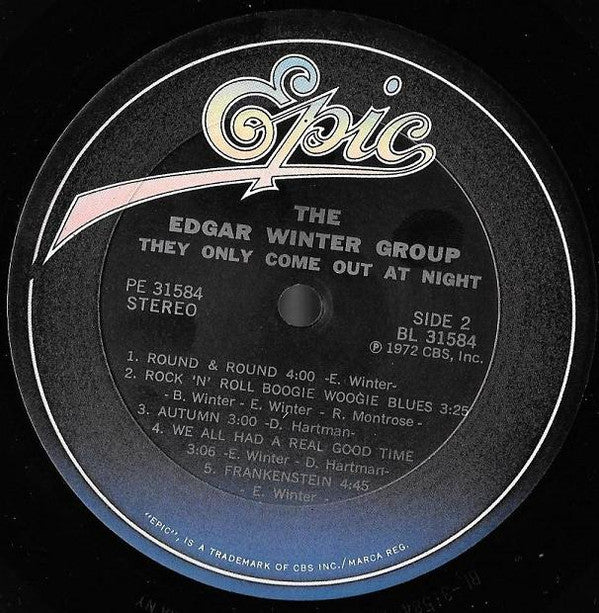 Epic
THE
EDGAR WINTER GROUP
THEY ONLY COME OUT AT NIGHT
PE 31584
STEREO
SIDE 2
BL 31584
℗ 1972 CBS, Inc.
1. ROUND & ROUND 4:00 -E. Winter-
2. ROCK 'N' ROLL BOOGIE WOOGIE BLUES 3:25
- B. Winter - E. Winter - R. Montrose -
3. AUTUMN 3:00 -D. Hartman-
4. WE ALL HAD A REAL GOOD TIME
3:06 -E. Winter - D. Hartman-
5. FRANKENSTEIN 4:45
- E. Winter -
"EPIC", IS A TRADEMARK OF CBS INC./MARCA REG.